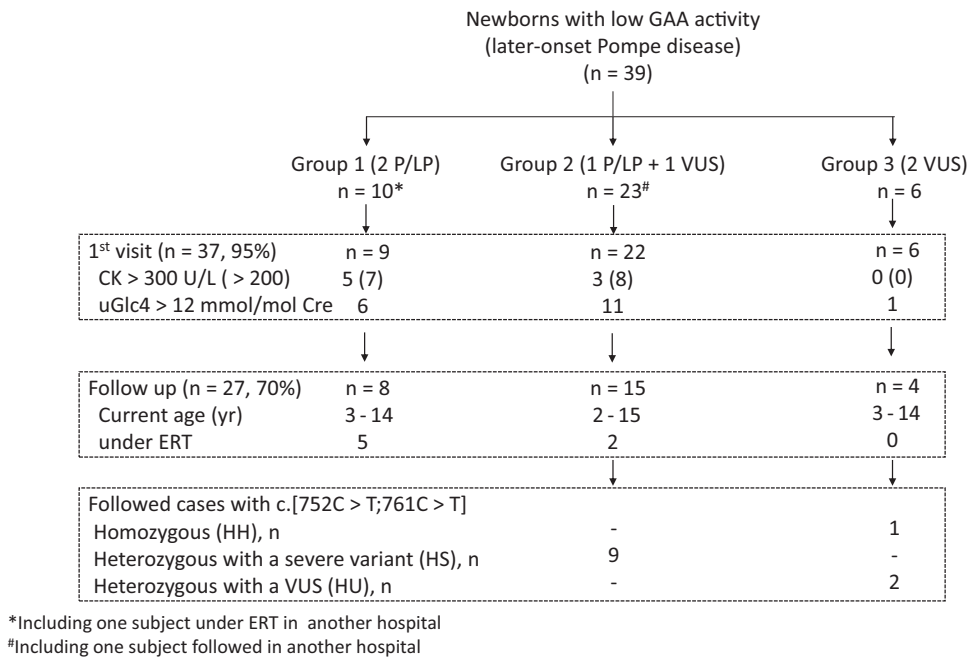 Newborns with low GAA activity
(later-onset Pompe disease)
(n = 39)
Group 1 (2 P/LP) Group 2 (1 P/LP + 1 VUS) Group 3 (2 VUS)
n = 10* n = 23# n = 6
1st visit (n = 37, 95%) n = 9 n = 22 n = 6
CK > 300 U/L ( > 200) 5 (7) 3 (8) 0 (0)
uGlc4 > 12 mmol/mol Cre 6 11 1
Follow up (n = 27, 70%) n = 8 n = 15 n = 4
Current age (yr) 3 - 14 2 - 15 3 - 14
under ERT 5 2 0
Followed cases with c.[752C > T;761C > T]
Homozygous (HH), n - 1
Heterozygous with a severe variant (HS), n 9 -
Heterozygous with a VUS (HU), n - 2
*Including one subject under ERT in another hospital
#Including one subject followed in another hospital